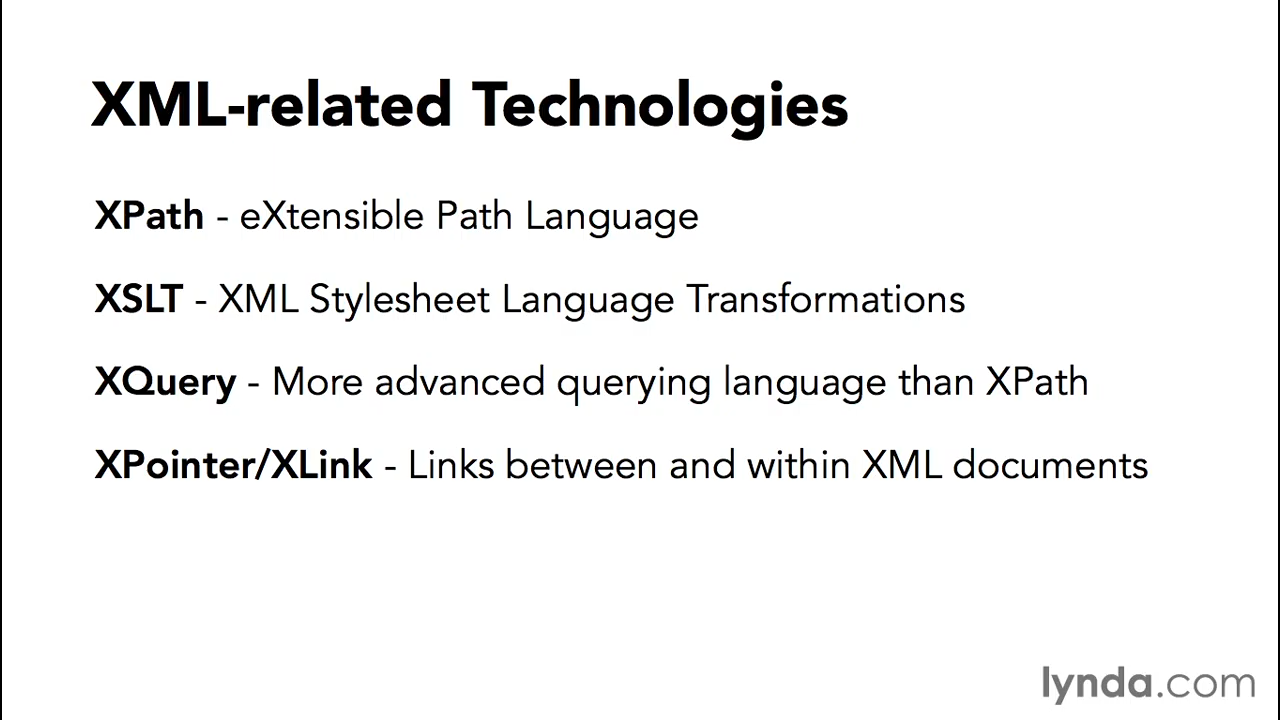 XML-related Technologies
XPath - eXtensible Path Language
XSLT - XML Stylesheet Language Transformations
XQuery - More advanced querying language than XPath
XPointer/XLink - Links between and within XML documents
lynda.com